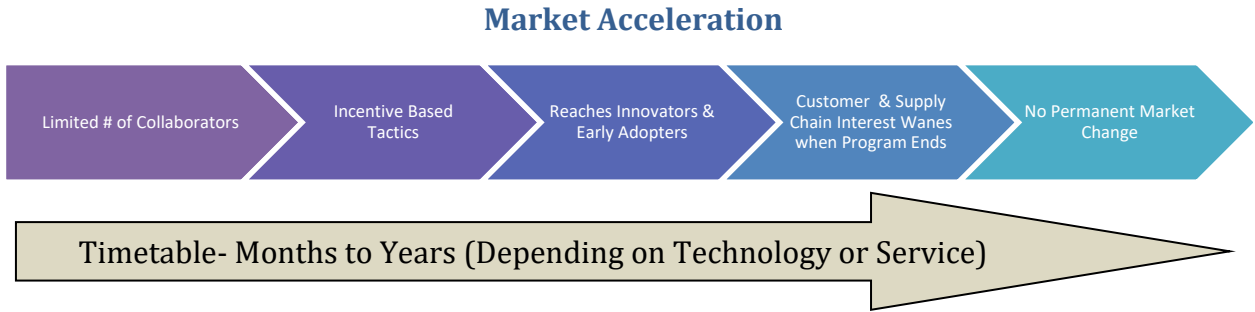 Market Acceleration
Limited # of Collaborators
Incentive Based
Tactics
Reaches Innovators &
Early Adopters
Customer & Supply
Chain Interest Wanes
when Program Ends
No Permanent Market
Change
Timetable- Months to Years (Depending on Technology or Service)